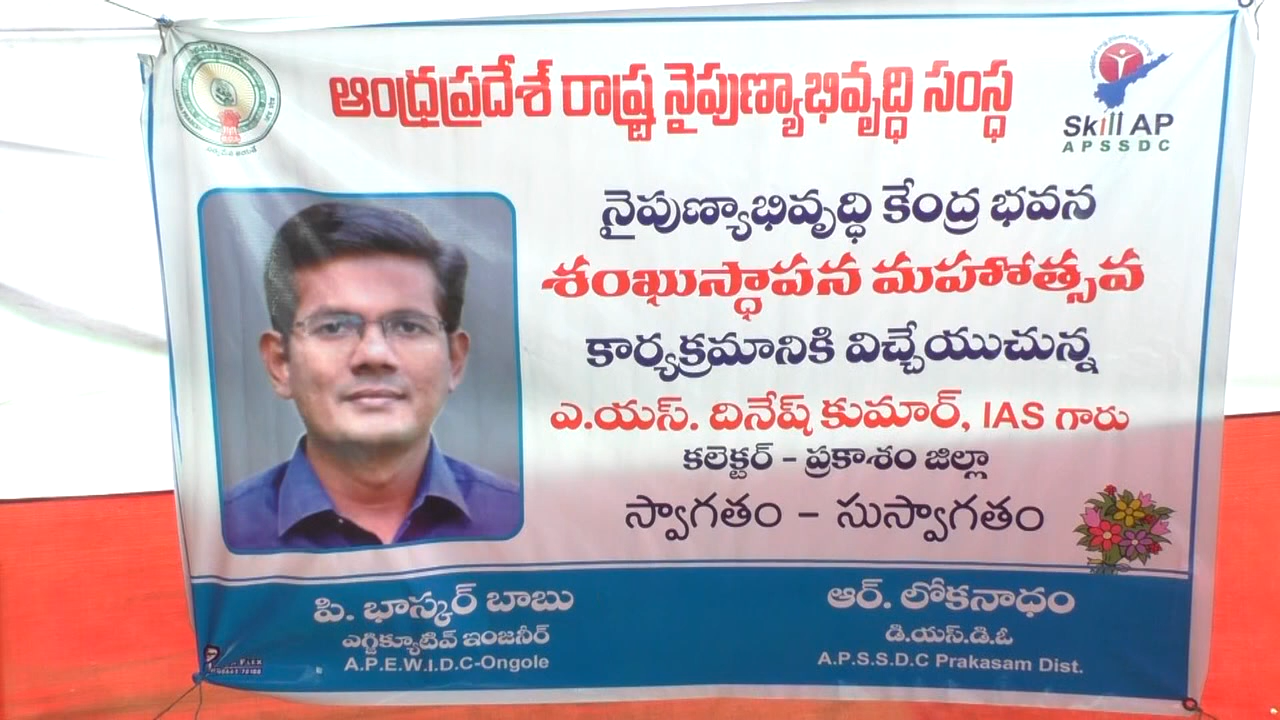 ఆంధ్రప్రదేశ్ రాష్ట్ర నైపుణ్యాభివృద్ధి సంస్థ
Skill AP
APSSDC
నైపుణ్యాభివృద్ధి కేంద్ర భవన
శంఖుస్థాపన మహోత్సవ
కార్యక్రమానికి విచ్చేయుచున్న
ఎ.యస్. దినేష్ కుమార్, IAS గారు
కలెక్టర్ - ప్రకాశం జిల్లా
స్వాగతం - సుస్వాగతం
పి. భాస్కర్ బాబు
ఎగ్జిక్యూటివ్ ఇంజనీర్
A.P.E.W.I.D.C-Ongole
ఆర్. లోకనాధం
డి.యస్.డి.ఓ
A.P.S.S.D.C Prakasam Dist.